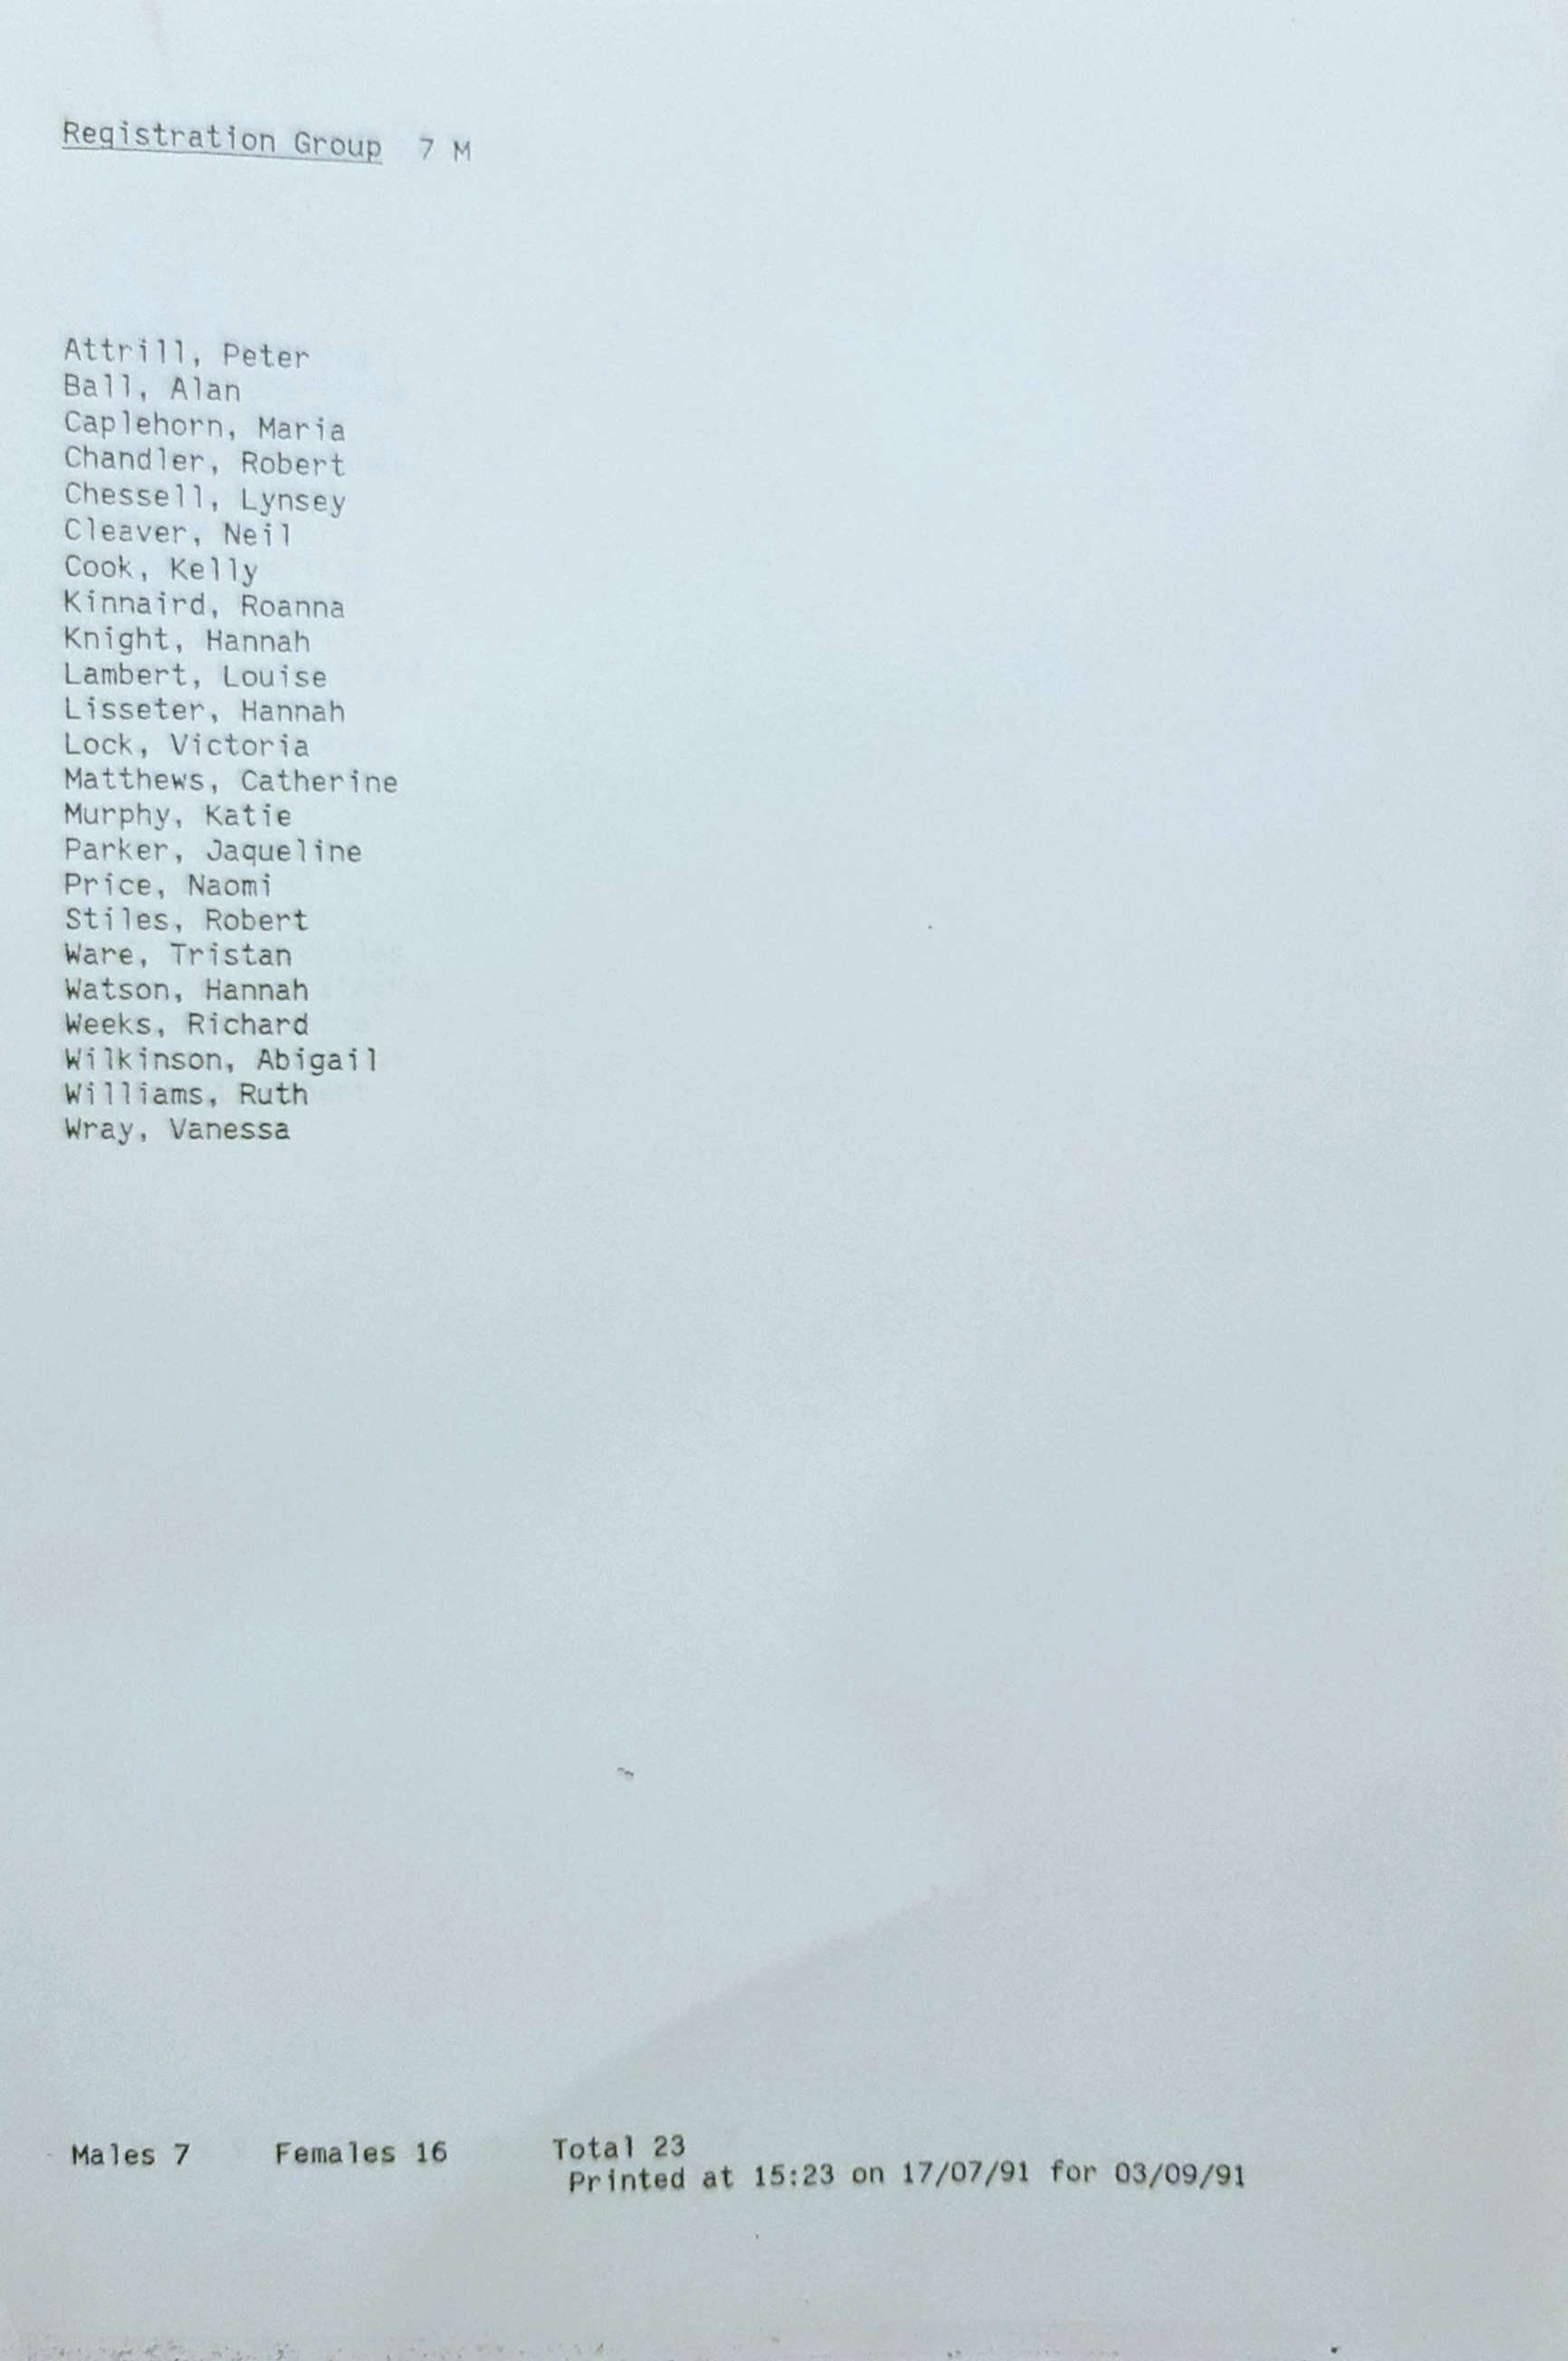 Registration Group 7 M
Attrill, Peter
Ball, Alan
Caplehorn, Maria
Chandler, Robert
Chessell, Lynsey
Cleaver, Neil
Cook, Kelly
Kinnaird, Roanna
Knight, Hannah
Lambert, Louise
Lisseter, Hannah
Lock, Victoria
Matthews, Catherine
Murphy, Katie
Parker, Jaqueline
Price, Naomi
Stiles, Robert
Ware, Tristan
Watson, Hannah
Weeks, Richard
Wilkinson, Abigail
Williams, Ruth
Wray, Vanessa
Males 7 Females 16 Total 23
Printed at 15:23 on 17/07/91 for 03/09/91